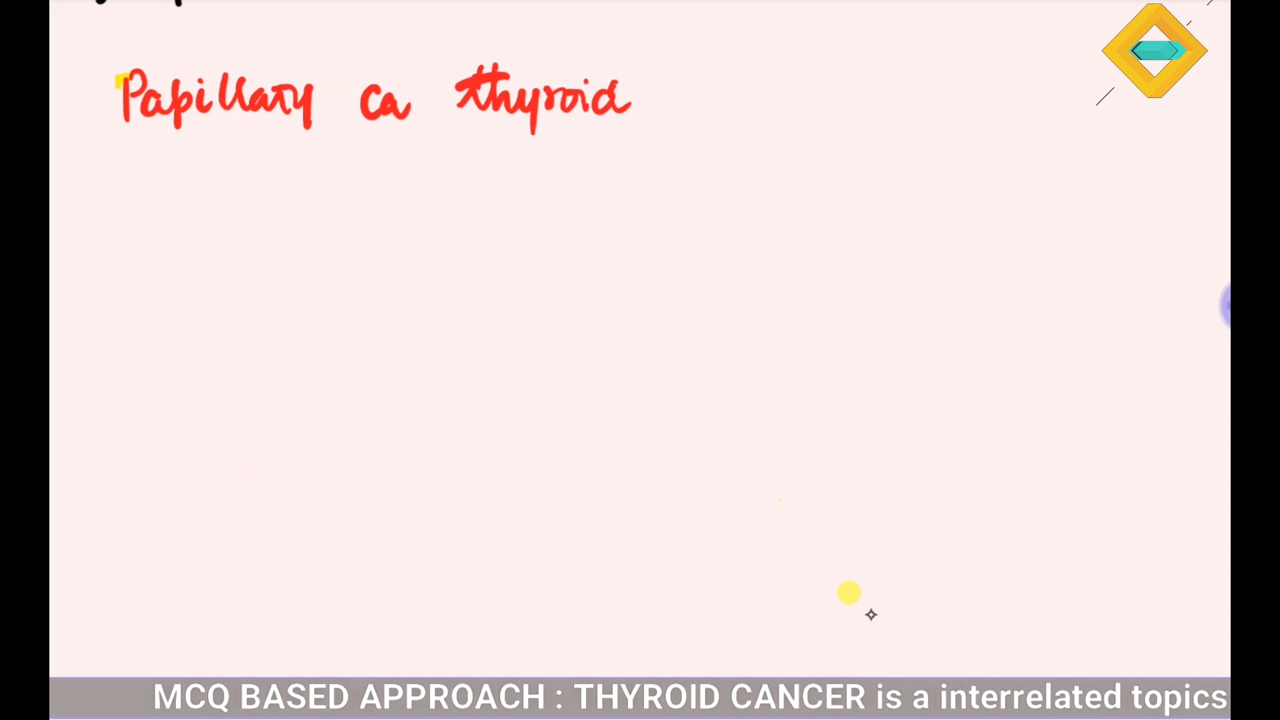 Papillary ca thyroid
MCQ BASED APPROACH : THYROID CANCER is a interrelated topics